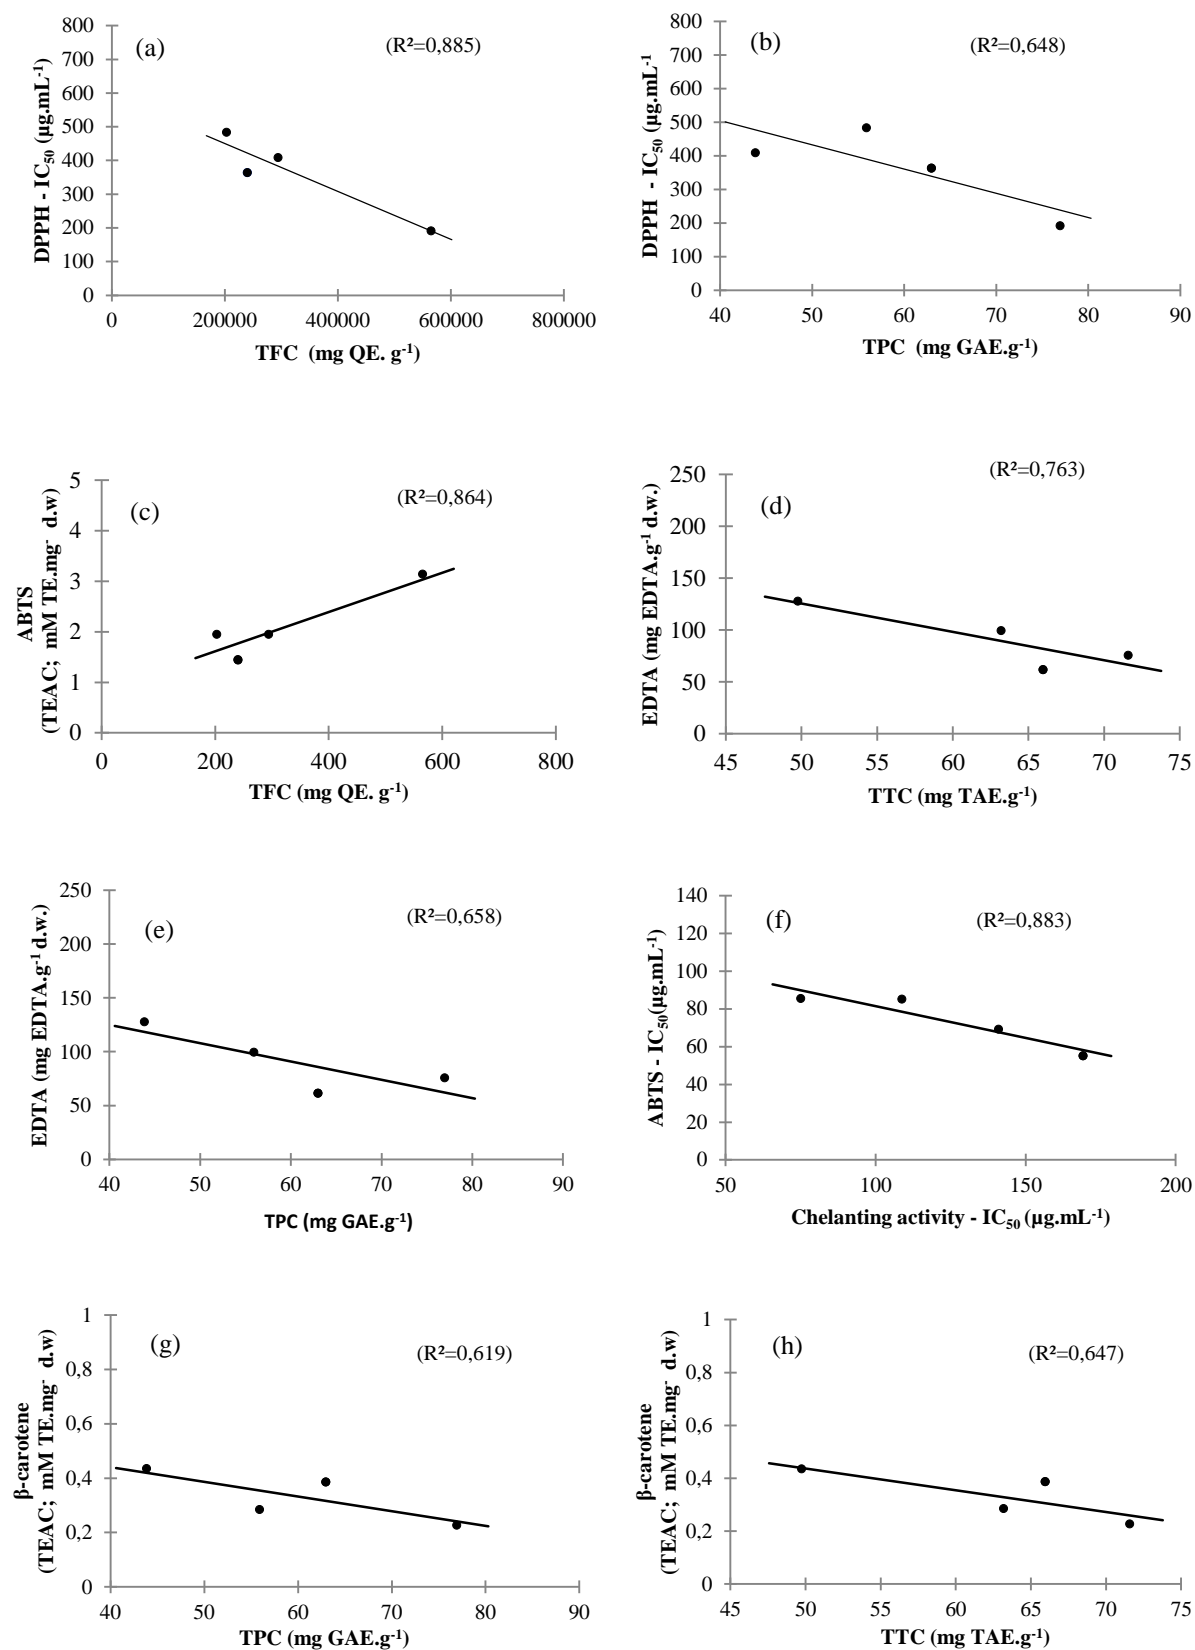 (a)
(R²=0,885)
DPPH - IC₅₀ (µg.mL⁻¹)
800
700
600
500
400
300
200
100
0
0 200000 400000 600000 800000
TFC (mg QE. g⁻¹)
(b)
(R²=0,648)
DPPH - IC₅₀ (µg.mL⁻¹)
800
700
600
500
400
300
200
100
0
40 50 60 70 80 90
TPC (mg GAE.g⁻¹)
(c)
(R²=0,864)
ABTS
(TEAC; mM TE.mg⁻ d.w)
5
4
3
2
1
0
0 200 400 600 800
TFC (mg QE. g⁻¹)
(d)
(R²=0,763)
EDTA (mg EDTA.g⁻¹ d.w.)
250
200
150
100
50
0
45 50 55 60 65 70 75
TTC (mg TAE.g⁻¹)
(e)
(R²=0,658)
EDTA (mg EDTA.g⁻¹ d.w.)
250
200
150
100
50
0
40 50 60 70 80 90
TPC (mg GAE.g⁻¹)
(f)
(R²=0,883)
ABTS - IC₅₀(µg.mL⁻¹)
140
120
100
80
60
40
20
0
50 100 150 200
Chelanting activity - IC₅₀ (µg.mL⁻¹)
(g)
(R²=0,619)
β-carotene
(TEAC; mM TE.mg⁻ d.w)
1
0,8
0,6
0,4
0,2
0
40 50 60 70 80 90
TPC (mg GAE.g⁻¹)
(h)
(R²=0,647)
β-carotene
(TEAC; mM TE.mg⁻ d.w)
1
0,8
0,6
0,4
0,2
0
45 50 55 60 65 70 75
TTC (mg TAE.g⁻¹)